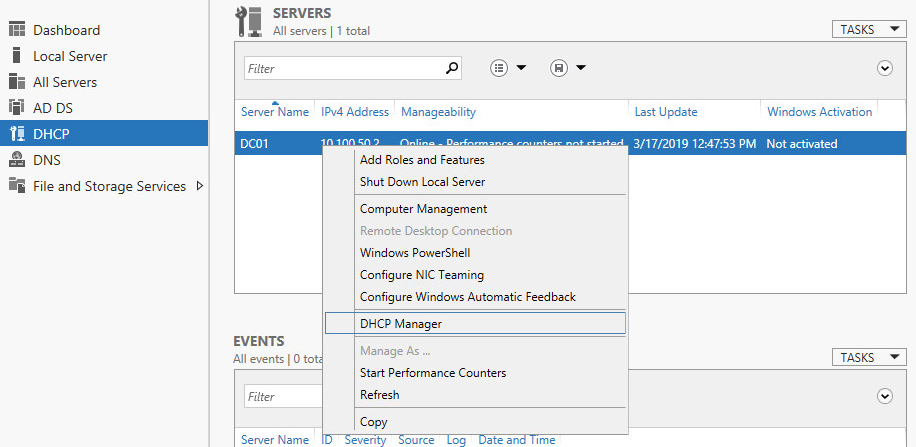 Dashboard
Local Server
All Servers
AD DS
DHCP
DNS
File and Storage Services
SERVERS
All servers | 1 total
TASKS
Filter
Server Name IPv4 Address Manageability Last Update Windows Activation
DC01 10.100.50.2 Online - Performance counters not started 3/17/2019 12:47:53 PM Not activated
Add Roles and Features
Shut Down Local Server
Computer Management
Remote Desktop Connection
Windows PowerShell
Configure NIC Teaming
Configure Windows Automatic Feedback
DHCP Manager
Manage As ...
Start Performance Counters
Refresh
Copy
EVENTS
All events | 0 tota
TASKS
Filter
Server Name ID Severity Source Log Date and Time